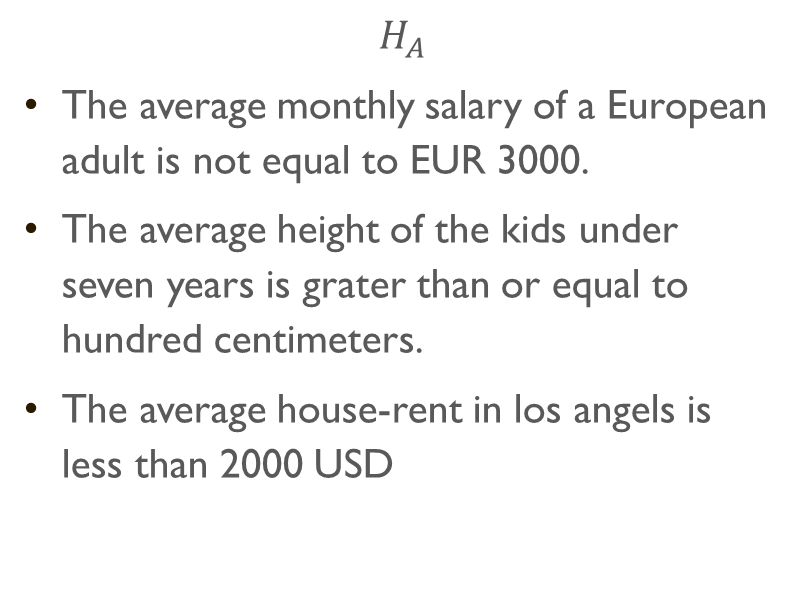 H_A
• The average monthly salary of a European
adult is not equal to EUR 3000.
• The average height of the kids under
seven years is grater than or equal to
hundred centimeters.
• The average house-rent in los angels is
less than 2000 USD